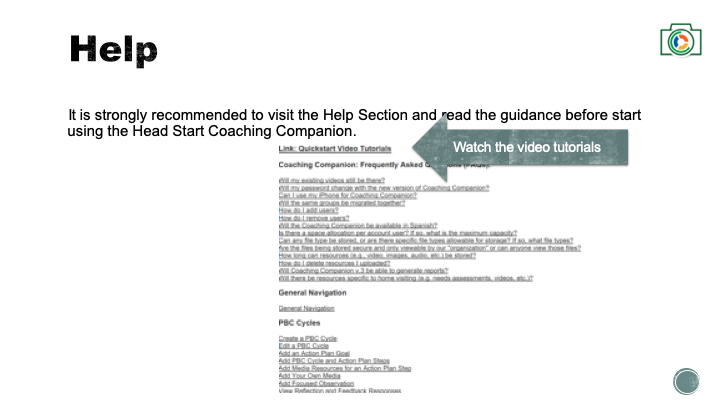 Help
It is strongly recommended to visit the Help Section and read the guidance before start
using the Head Start Coaching Companion.
Watch the video tutorials
Link: Quickstart Video Tutorials
Coaching Companion: Frequently Asked (FAQs):
Will my existing videos still be there?
Will my password change with the new version of Coaching Companion?
Can I use my iPhone for Coaching Companion?
Will the same groups be migrated together?
How do I add users?
How do I remove users?
Will the Coaching Companion be available in Spanish?
Is there a space allocation per account user? If so, what is the maximum capacity?
Can any file type be stored, or are there specific file types allowable for storage? If so, what file types?
Are the files being stored secure and only viewable by our "organization" or can anyone view those files?
How long can resources (e.g., video, images, audio, etc.) be stored?
How do I delete resources I uploaded?
Will Coaching Companion v.3 be able to generate reports?
Will there be resources specific to home visiting (e.g. needs assessments, videos, etc.)?
General Navigation
General Navigation
PBC Cycles
Create a PBC Cycle
Edit a PBC Cycle
Add an Action Plan Goal
Add PBC Cycle and Action Plan Steps
Add Media Resources for an Action Plan Step
Add Your Own Media
Add Focused Observation
View Reflection and Feedback Responses